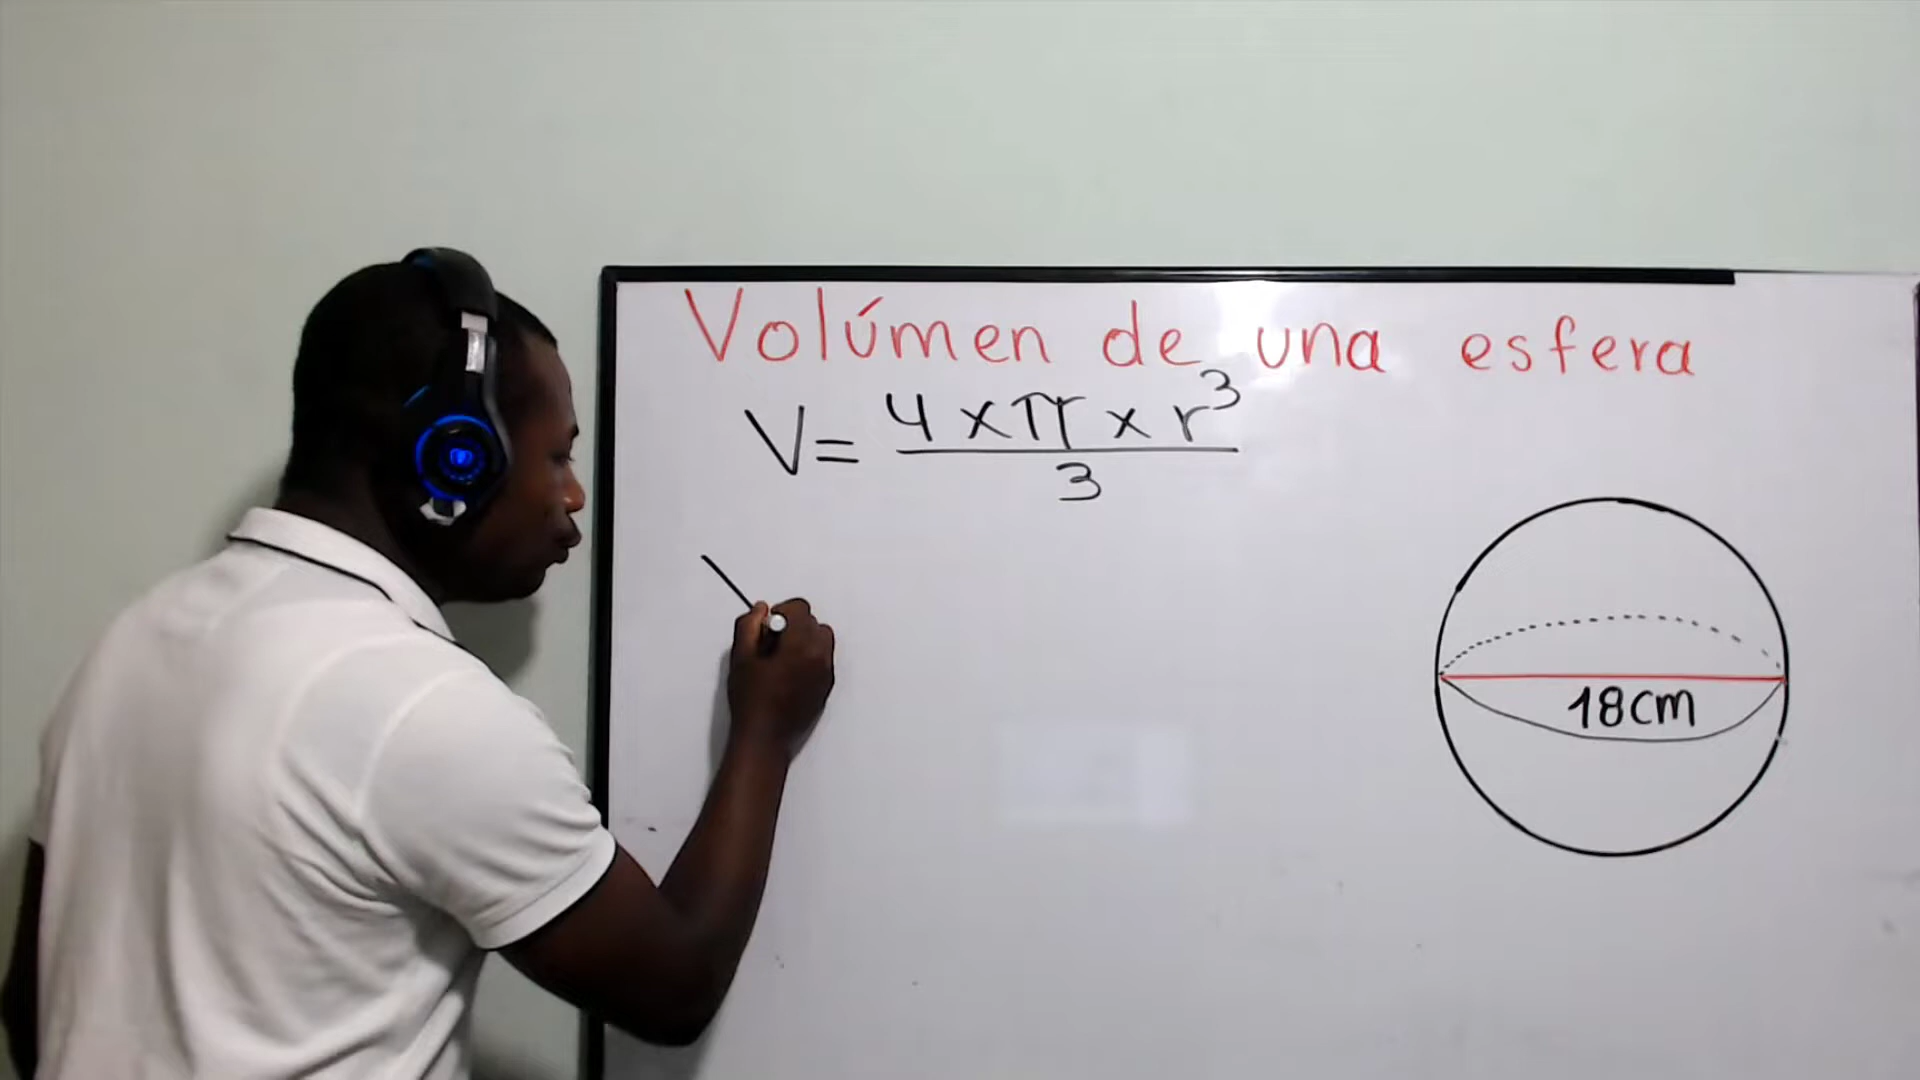 Volúmen de una esfera
V= 4 x π x r³
3
18cm